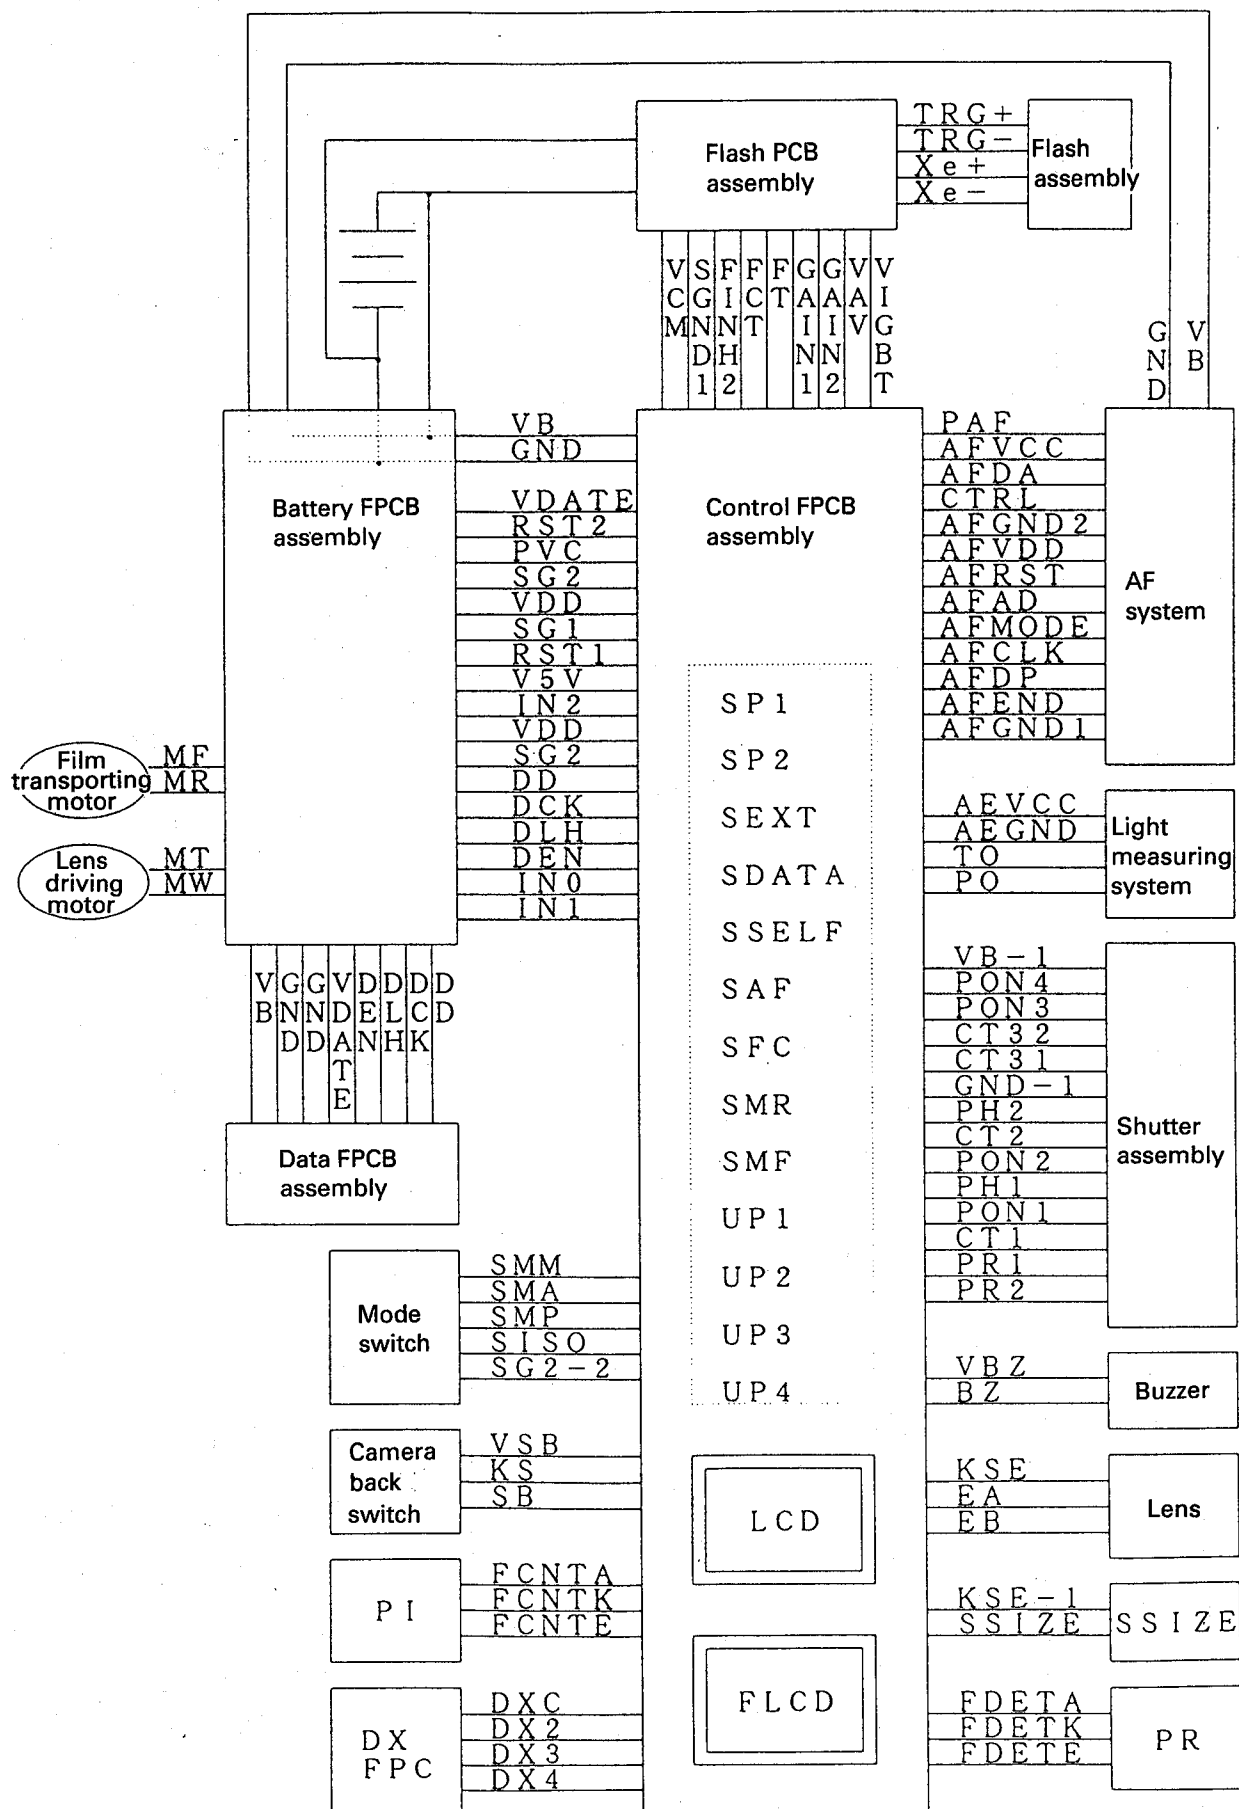 TRG+
TRG-
Xe+
Xe-
Flash PCB
assembly
Flash
assembly
VCM
SGND1
FINH2
FCT
FT
GAIN1
GAIN2
VAV
VIGBT
GND
VB
VB
GND
VDATE
RST2
PVC
SG2
VDD
SG1
RST1
V5V
IN2
VDD
SG2
DD
DCK
DLH
DEN
IN0
IN1
Battery FPCB
assembly
Control FPCB
assembly
PAF
AFVCC
AFDA
CTRL
AFGND2
AFVDD
AFRST
AFAD
AFMODE
AFCLK
AFDP
AFEND
AFGND1
AF
system
Film
transporting
motor
MF
MR
Lens
driving
motor
MT
MW
SP1
SP2
SEXT
SDATA
SSELF
SAF
SFC
SMR
SMF
UP1
UP2
UP3
UP4
AEVCC
AEGND
TO
PO
Light
measuring
system
VB
GND
GND
VDATE
DEN
DLH
DCK
DD
Data FPCB
assembly
VB-1
PON4
PON3
CT32
CT31
GND-1
PH2
CT2
PON2
PH1
PON1
CT1
PR1
PR2
Shutter
assembly
Mode
switch
SMM
SMA
SMP
SISO
SG2-2
VBZ
BZ
Buzzer
Camera
back
switch
VSB
KS
SB
LCD
KSE
EA
EB
Lens
PI
FCNTA
FCNTK
FCNTE
KSE-1
SSIZE
SSIZE
FLCD
DX
FPC
DXC
DX2
DX3
DX4
FDETA
FDETK
FDETE
PR